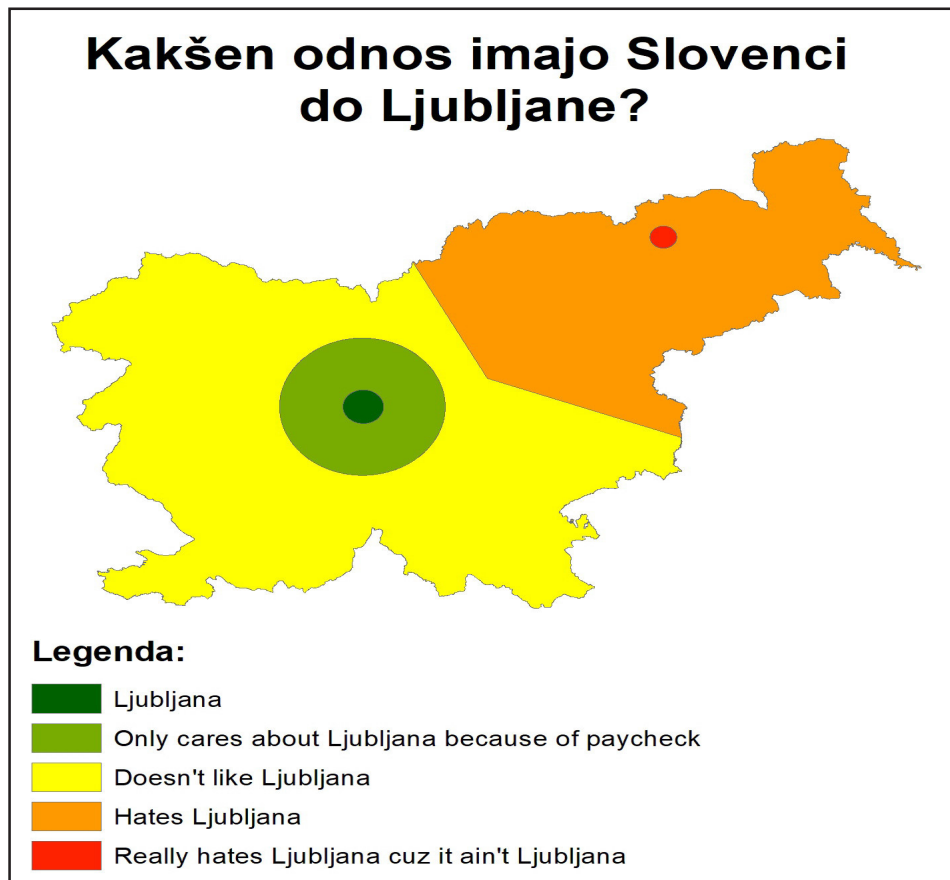 Kakšen odnos imajo Slovenci
do Ljubljane?
Legenda:
Ljubljana
Only cares about Ljubljana because of paycheck
Doesn't like Ljubljana
Hates Ljubljana
Really hates Ljubljana cuz it ain't Ljubljana